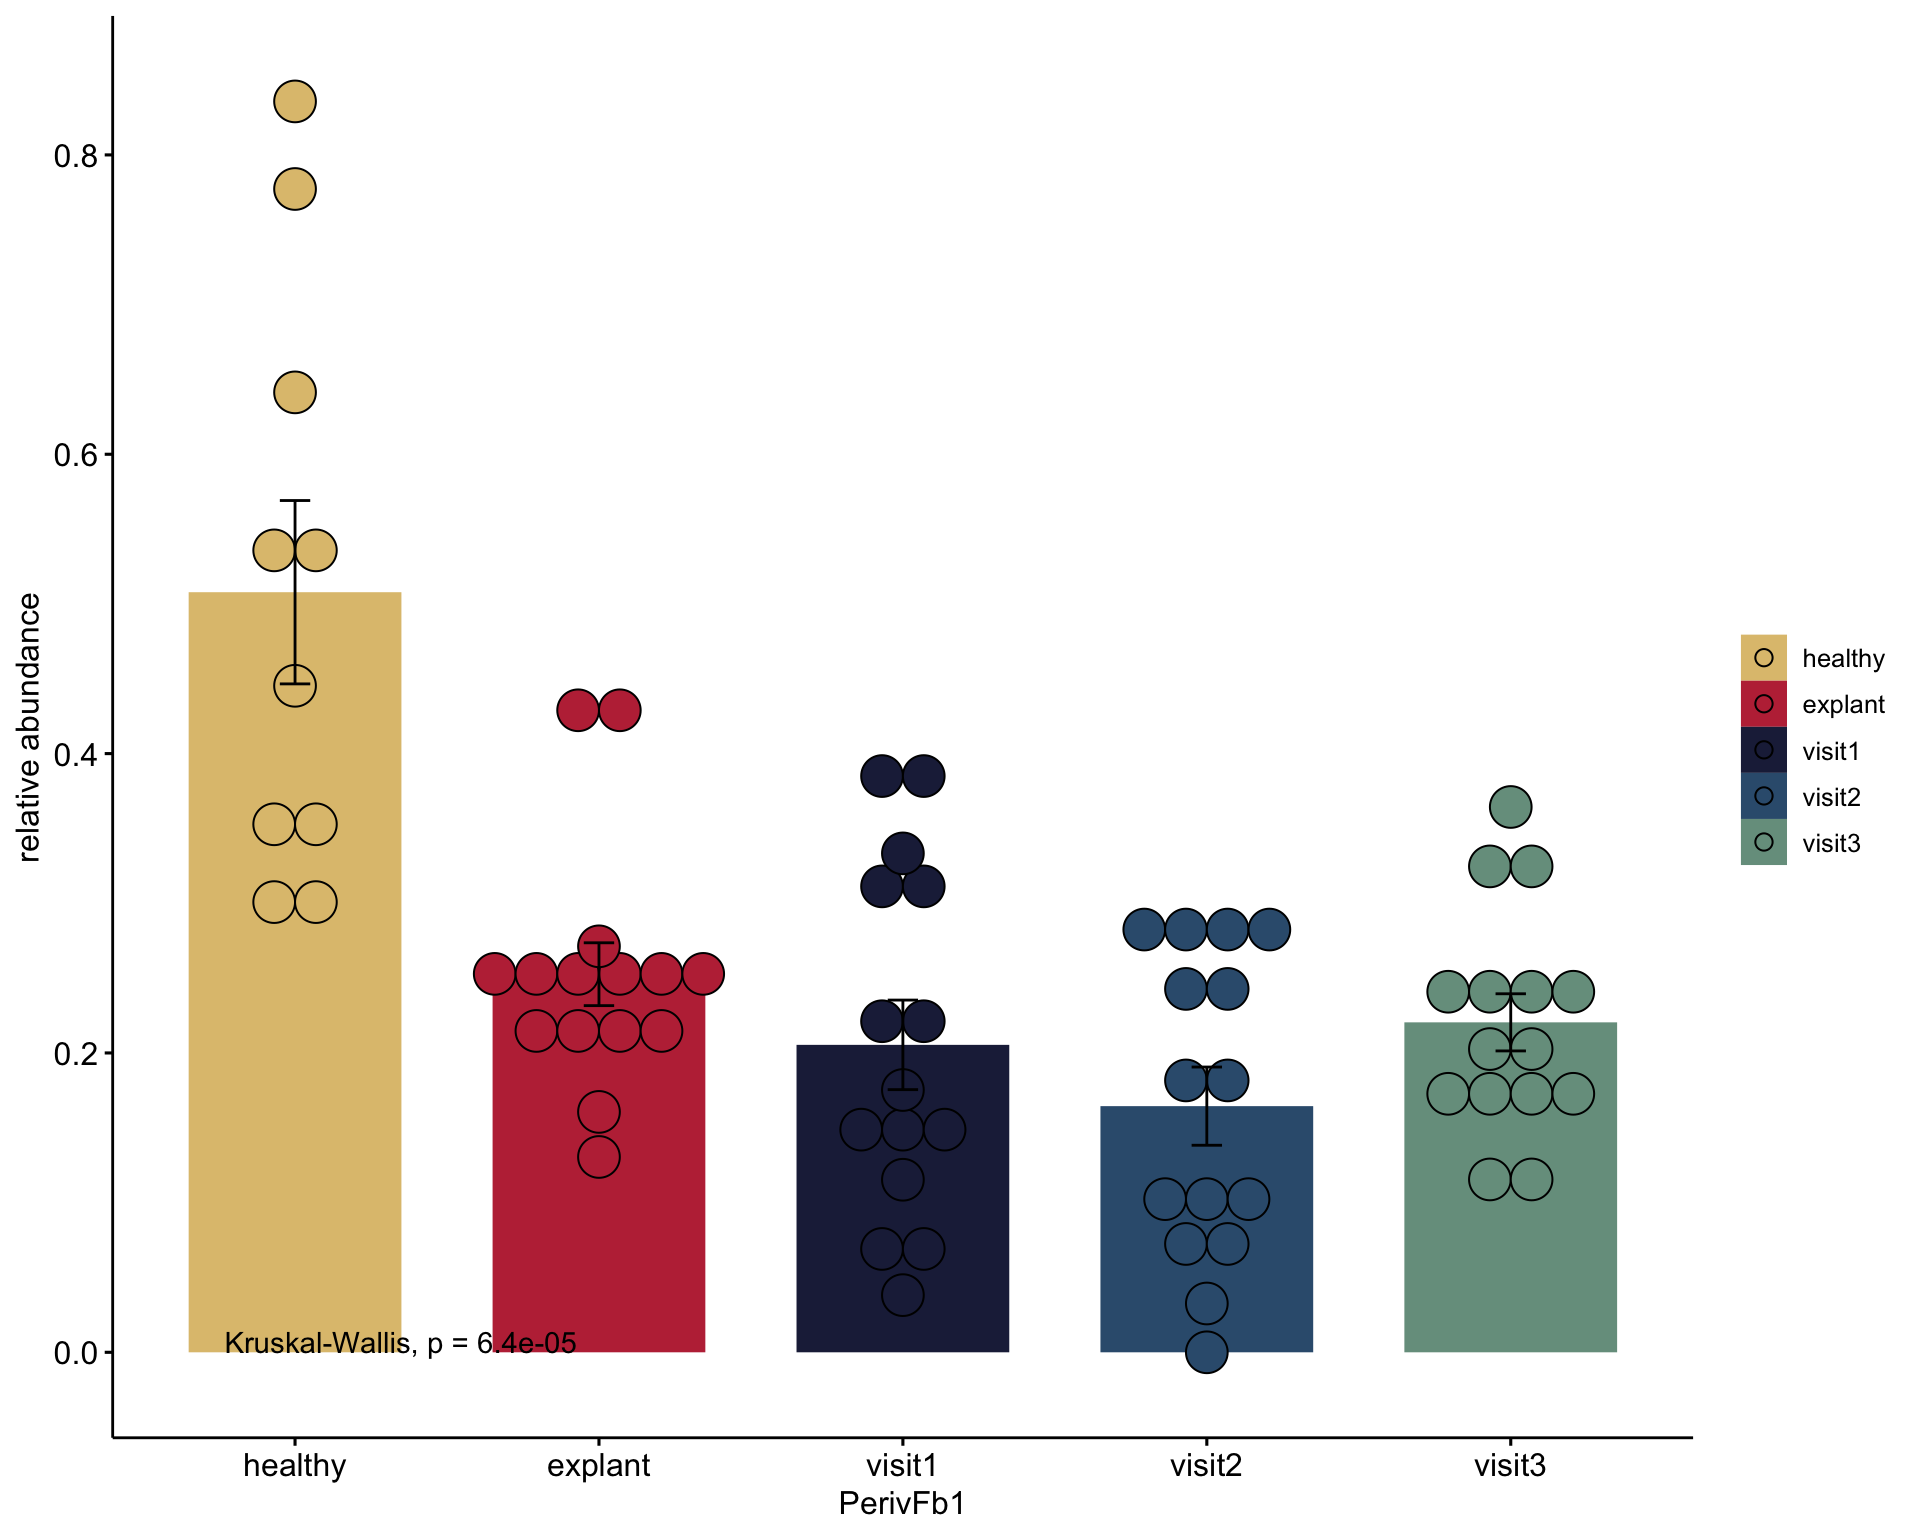 relative abundance
0.8
0.6
0.4
0.2
0.0
Kruskal-Wallis, p = 6.4e-05
healthy
explant
visit1
visit2
visit3
PerivFb1
healthy
explant
visit1
visit2
visit3